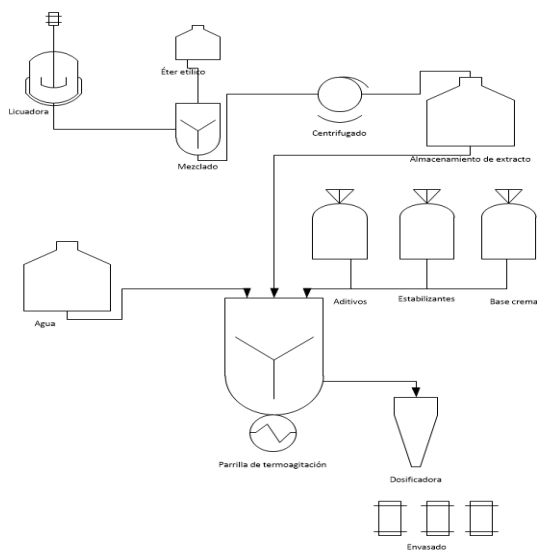 Éter etílico
Licuadora
Centrifugado
Mezclado
Almacenamiento de extracto
Aditivos
Estabilizantes
Base crema
Agua
Parrilla de termoagitación
Dosificadora
Envasado